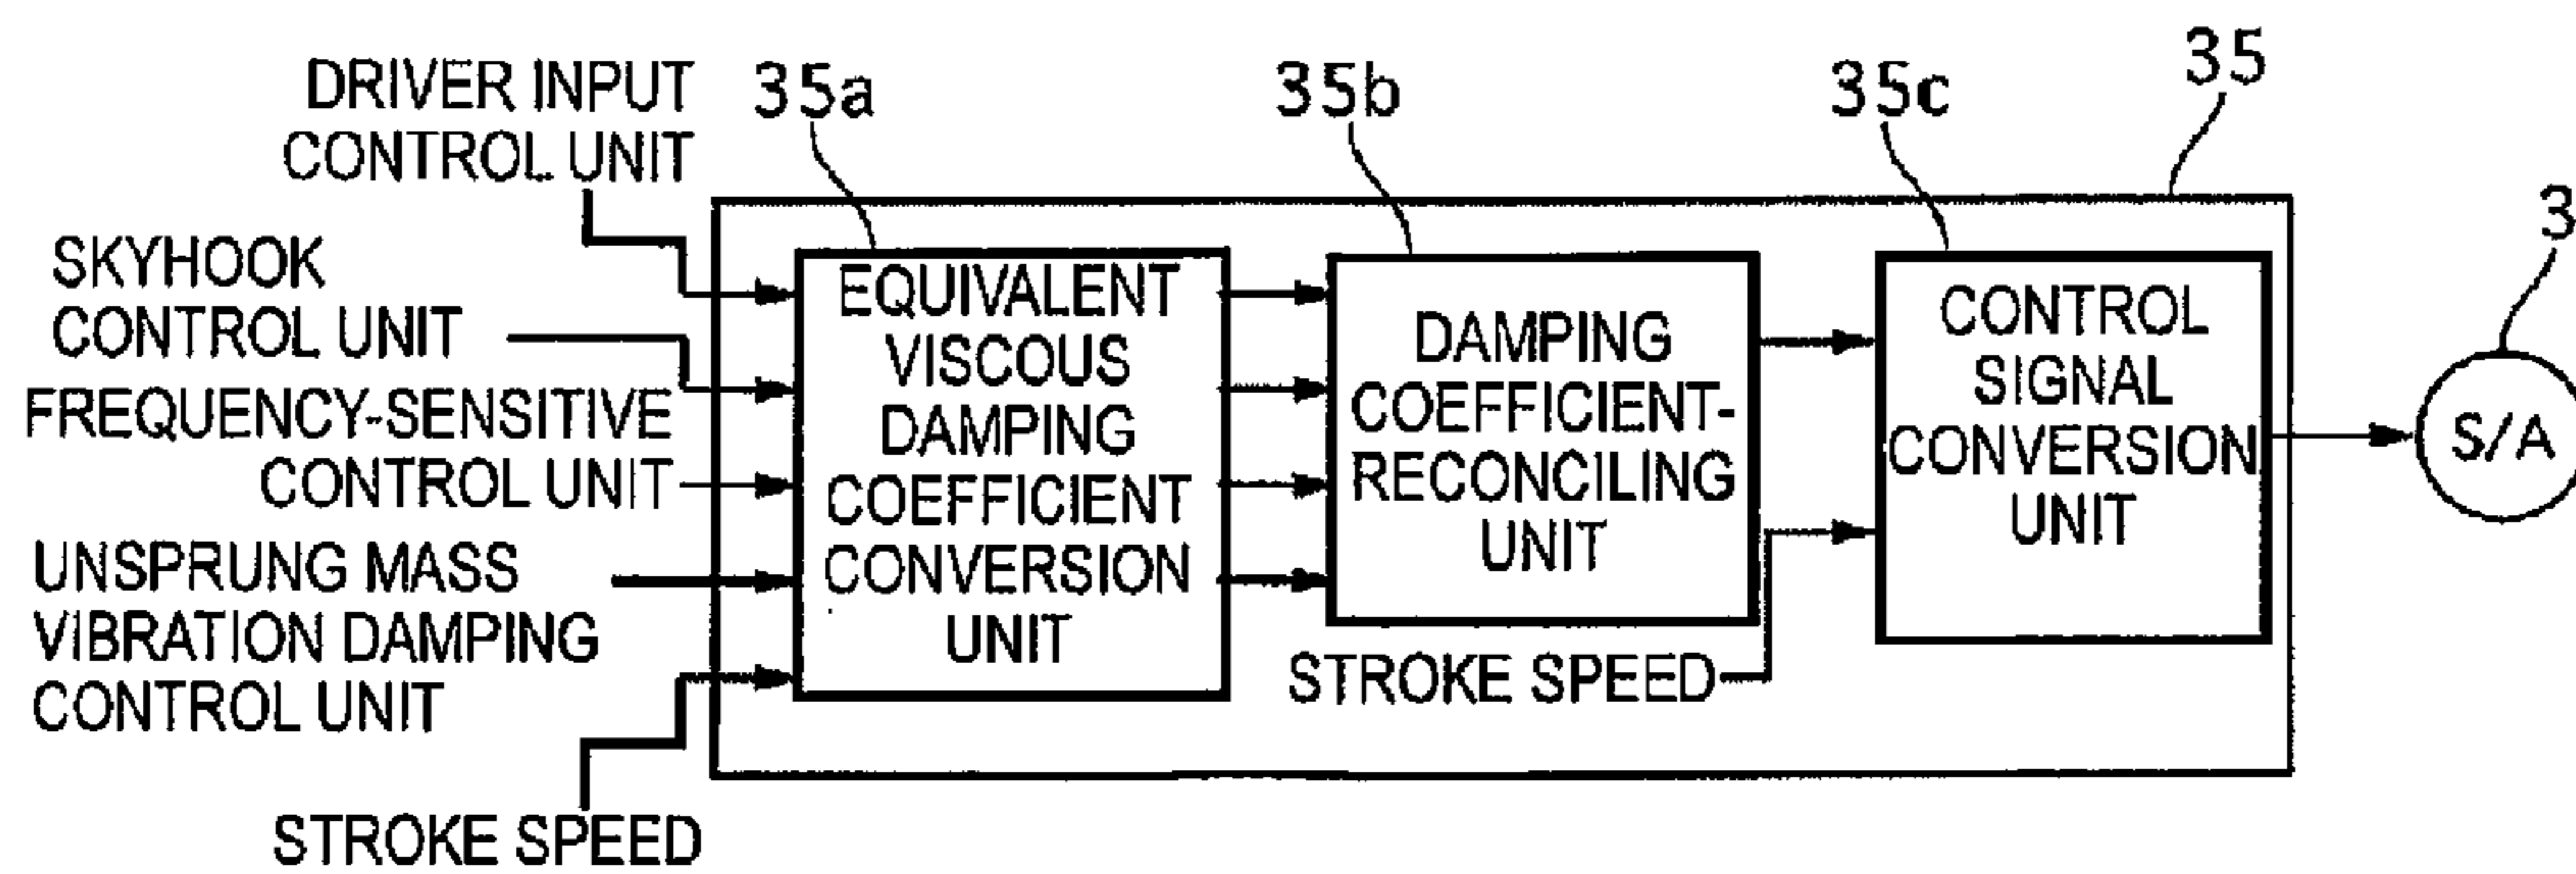 35
DRIVER INPUT
CONTROL UNIT
35a
35b
35c
3
SKYHOOK
CONTROL UNIT
FREQUENCY-SENSITIVE
CONTROL UNIT
UNSPRUNG MASS
VIBRATION DAMPING
CONTROL UNIT
STROKE SPEED
EQUIVALENT
VISCOUS
DAMPING
COEFFICIENT
CONVERSION
UNIT
DAMPING
COEFFICIENT-
RECONCILING
UNIT
STROKE SPEED
CONTROL
SIGNAL
CONVERSION
UNIT
S/A